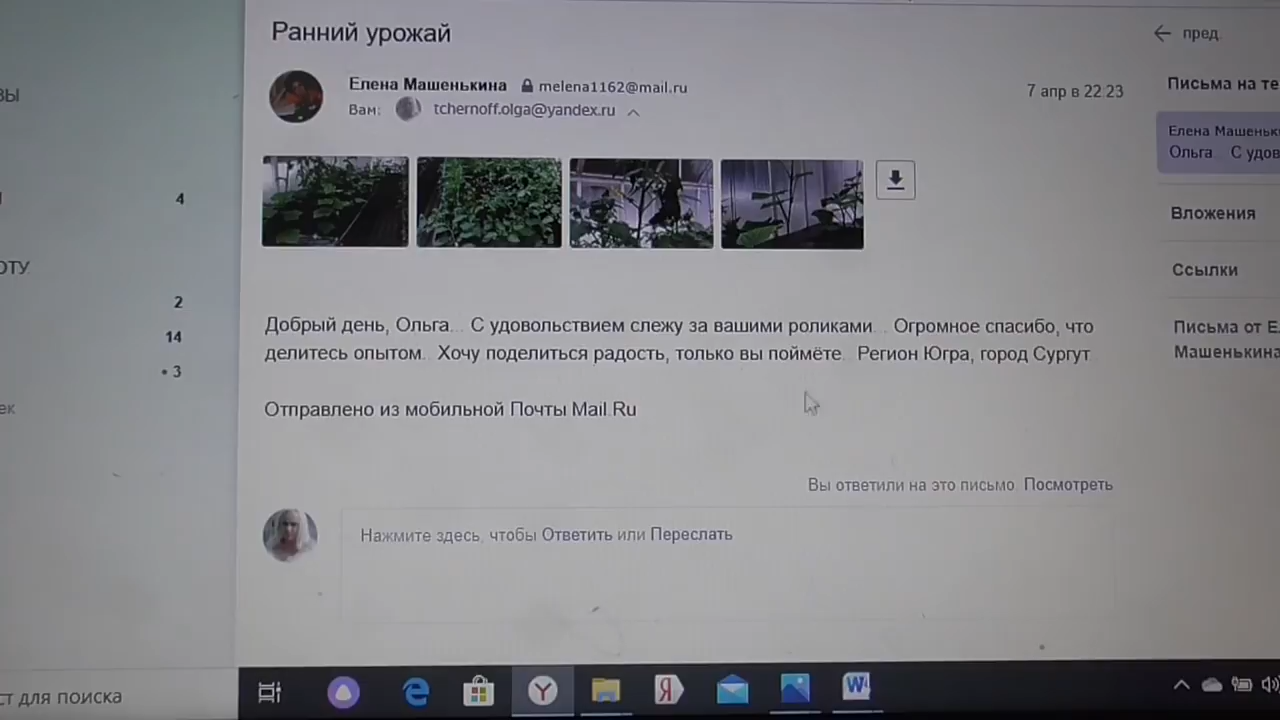 Ранний урожай
пред.
Елена Машенькина melena1162@mail.ru
Вам: tchernoff.olga@yandex.ru
7 апр в 22:23
Письма на те
Елена Машеньк
Ольга... С удов
Вложения
Ссылки
Письма от Е
Машенькина
4
ОТУ
2
14
• 3
ек
Добрый день, Ольга... С удовольствием слежу за вашими роликами... Огромное спасибо, что
делитесь опытом. Хочу поделиться радость, только вы поймёте. Регион Югра, город Сургут
Отправлено из мобильной Почты Mail.Ru
Вы ответили на это письмо. Посмотреть
Нажмите здесь, чтобы Ответить или Переслать
ст для поиска